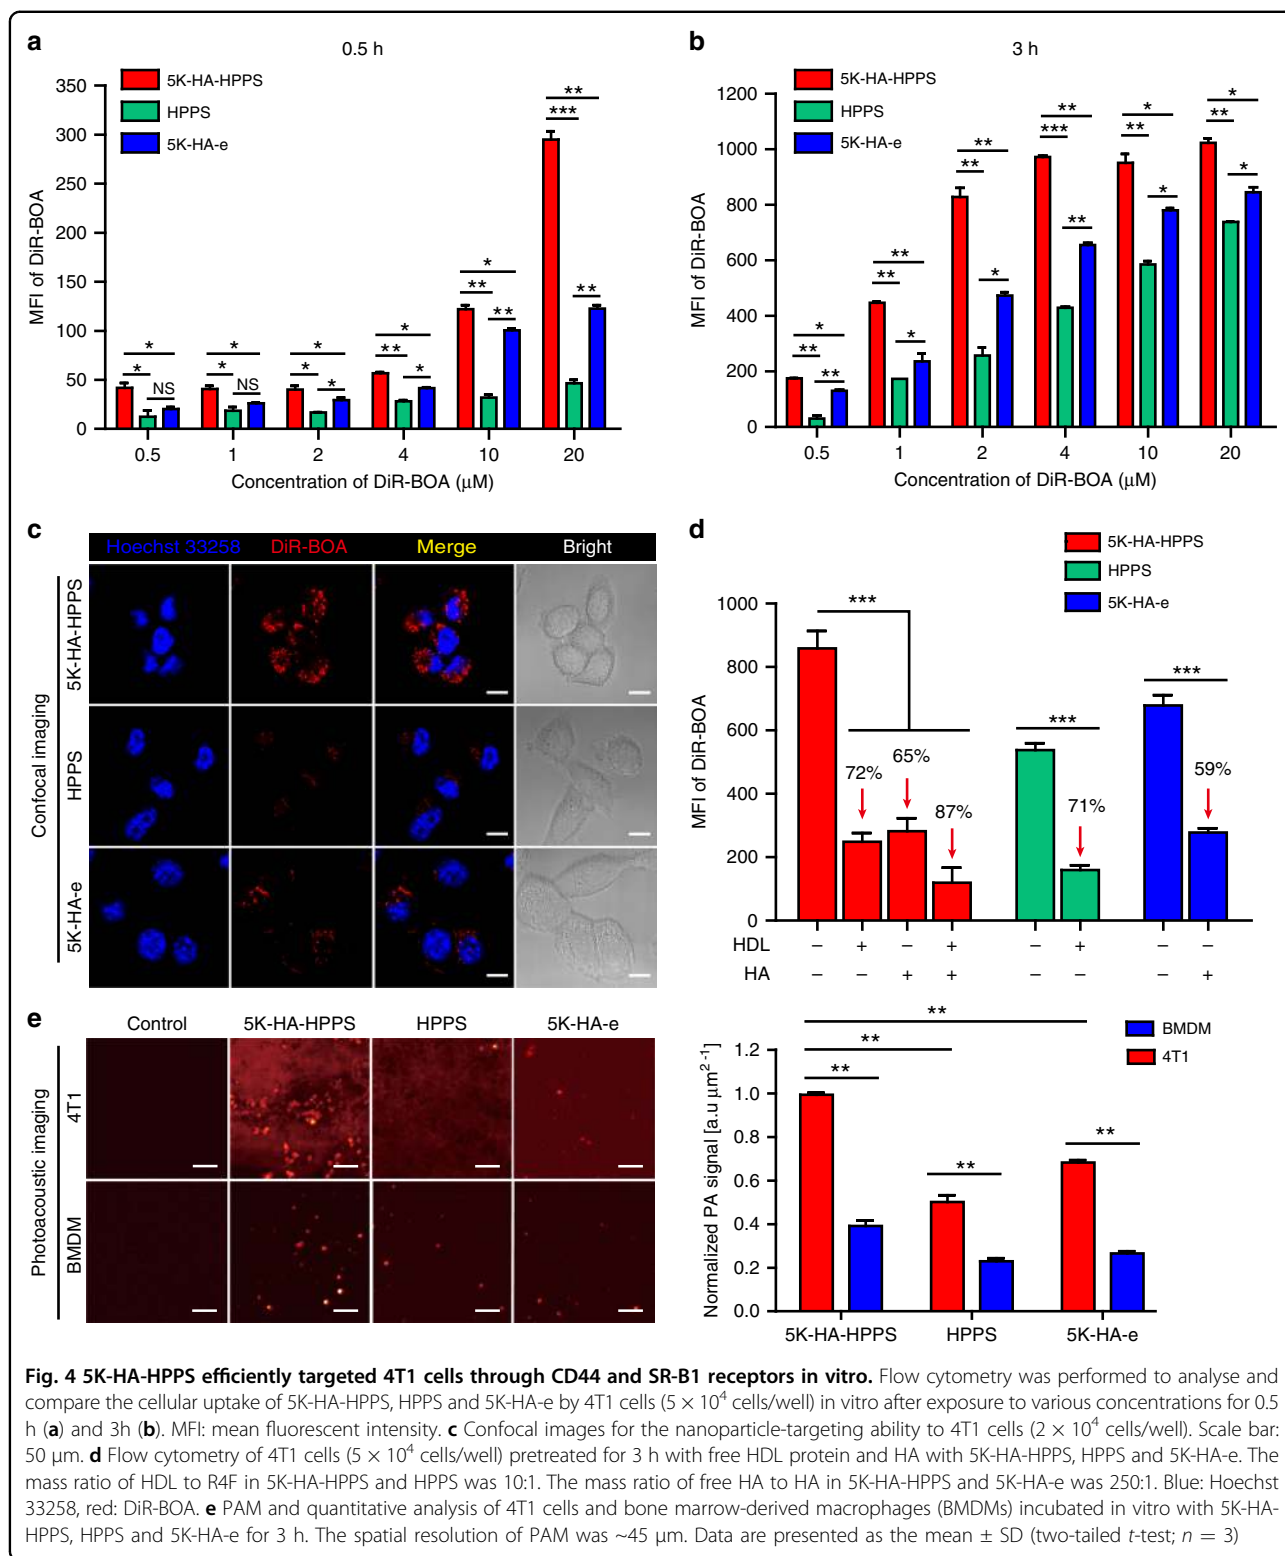 a
0.5 h
5K-HA-HPPS
HPPS
5K-HA-e
MFI of DiR-BOA
350
300
250
200
150
100
50
0
* * NS
* * NS
* * *
* ** *
* ** **
** *** **
0.5 1 2 4 10 20
Concentration of DiR-BOA (μM)
b
3 h
5K-HA-HPPS
HPPS
5K-HA-e
MFI of DiR-BOA
1200
1000
800
600
400
200
0
* ** **
** ** *
** ** *
** *** **
* ** *
* ** *
0.5 1 2 4 10 20
Concentration of DiR-BOA (μM)
c
Hoechst 33258 DiR-BOA Merge Bright
Confocal imaging
5K-HA-HPPS
HPPS
5K-HA-e
d
5K-HA-HPPS
HPPS
5K-HA-e
MFI of DiR-BOA
1000
800
600
400
200
0
*** *** ***
72% 65% 87% 71% 59%
HDL − + − + − + − −
HA − − + + − − − +
e
Control 5K-HA-HPPS HPPS 5K-HA-e
Photoacoustic imaging
4T1
BMDM
BMDM
4T1
Normalized PA signal [a.u μm²⁻¹]
1.2
1.0
0.8
0.6
0.4
0.2
0.0
** ** ** ** **
5K-HA-HPPS HPPS 5K-HA-e
Fig. 4 5K-HA-HPPS efficiently targeted 4T1 cells through CD44 and SR-B1 receptors in vitro. Flow cytometry was performed to analyse and
compare the cellular uptake of 5K-HA-HPPS, HPPS and 5K-HA-e by 4T1 cells (5 × 10⁴ cells/well) in vitro after exposure to various concentrations for 0.5
h (a) and 3h (b). MFI: mean fluorescent intensity. c Confocal images for the nanoparticle-targeting ability to 4T1 cells (2 × 10⁴ cells/well). Scale bar:
50 μm. d Flow cytometry of 4T1 cells (5 × 10⁴ cells/well) pretreated for 3 h with free HDL protein and HA with 5K-HA-HPPS, HPPS and 5K-HA-e. The
mass ratio of HDL to R4F in 5K-HA-HPPS and HPPS was 10:1. The mass ratio of free HA to HA in 5K-HA-HPPS and 5K-HA-e was 250:1. Blue: Hoechst
33258, red: DiR-BOA. e PAM and quantitative analysis of 4T1 cells and bone marrow-derived macrophages (BMDMs) incubated in vitro with 5K-HA-
HPPS, HPPS and 5K-HA-e for 3 h. The spatial resolution of PAM was ~45 μm. Data are presented as the mean ± SD (two-tailed t-test; n = 3)